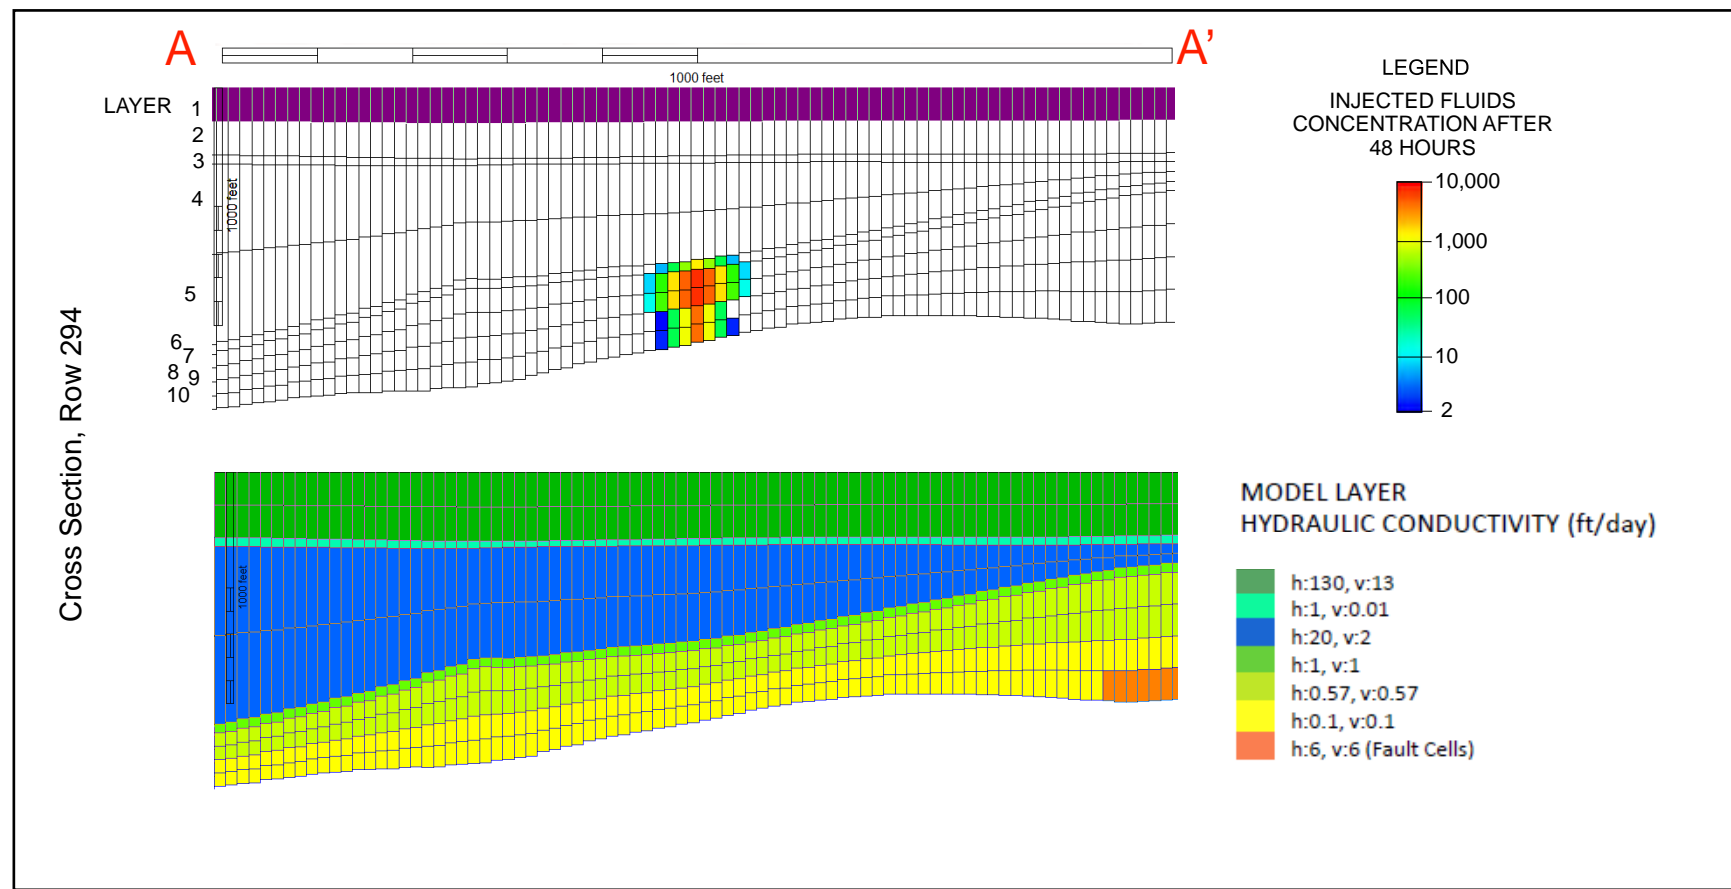 A
A’
1000 feet
LAYER 1
2
3
4
1000 feet
5
6
7
8 9
10
Cross Section, Row 294
LEGEND
INJECTED FLUIDS
CONCENTRATION AFTER
48 HOURS
10,000
1,000
100
10
2
1000 feet
MODEL LAYER
HYDRAULIC CONDUCTIVITY (ft/day)
h:130, v:13
h:1, v:0.01
h:20, v:2
h:1, v:1
h:0.57, v:0.57
h:0.1, v:0.1
h:6, v:6 (Fault Cells)